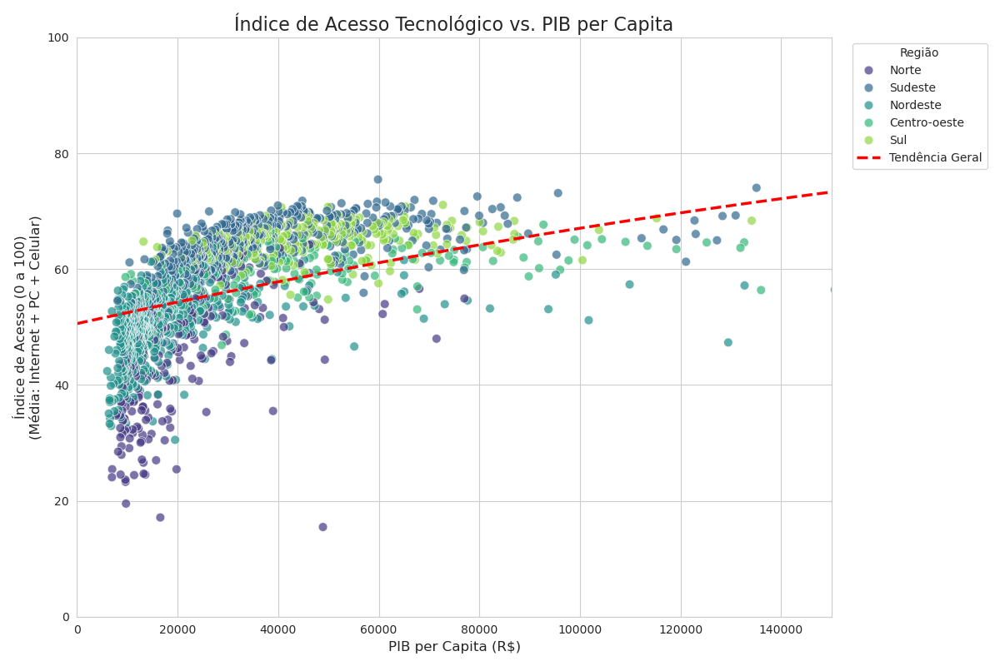 Índice de Acesso Tecnológico vs. PIB per Capita
100
80
60
40
20
0
Índice de Acesso (0 a 100)
(Média: Internet + PC + Celular)
0
20000
40000
60000
80000
100000
120000
140000
PIB per Capita (R$)
Região
Norte
Sudeste
Nordeste
Centro-oeste
Sul
Tendência Geral